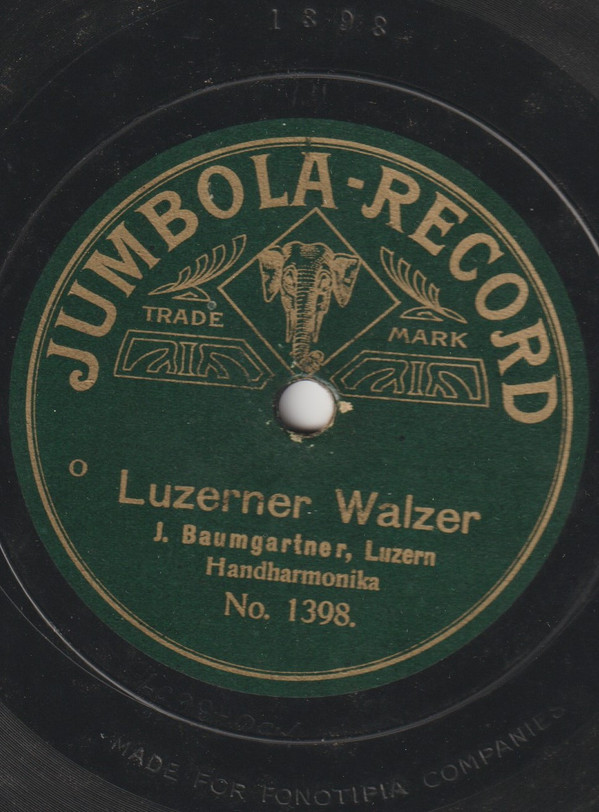 1398
JUMBOLA-RECORD
TRADE MARK
O
Luzerner Walzer
J. Baumgartner, Luzern
Handharmonika
No. 1398.
MADE FOR FONOTIPIA COMPANIES